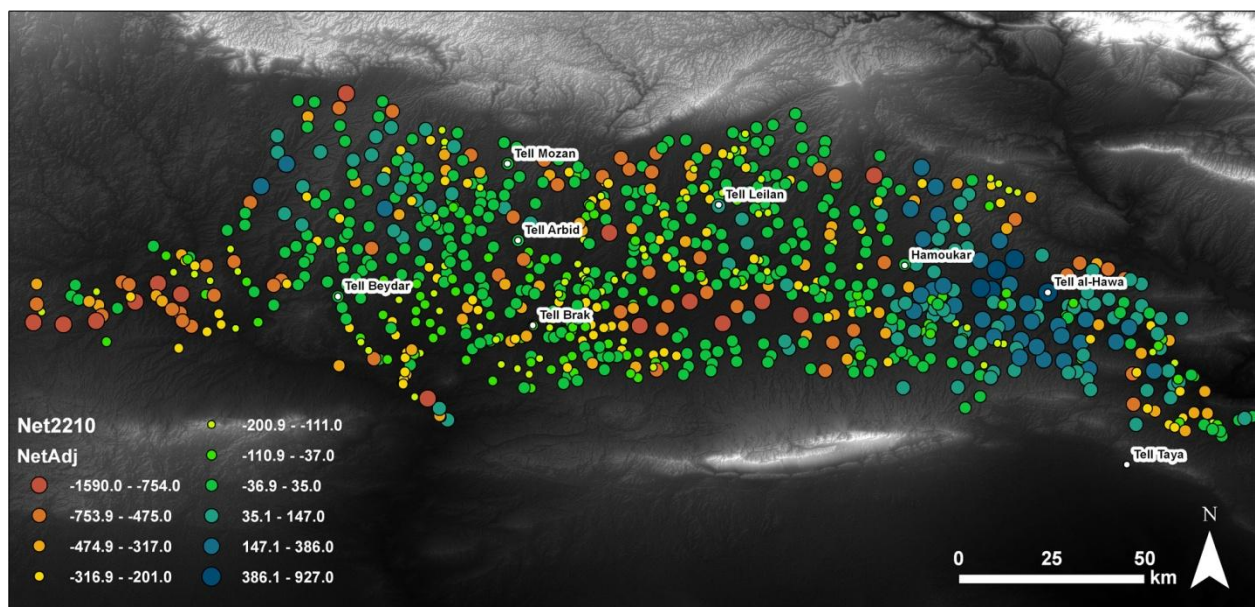 Tell Mozan
Tell Leilan
Tell Arbid
Hamoukar
Tell al-Hawa
Tell Beydar
Tell Brak
Tell Taya
Net2210
NetAdj
-1590.0 - -754.0
-753.9 - -475.0
-474.9 - -317.0
-316.9 - -201.0
-200.9 - -111.0
-110.9 - -37.0
-36.9 - 35.0
35.1 - 147.0
147.1 - 386.0
386.1 - 927.0
N
0 25 50
km